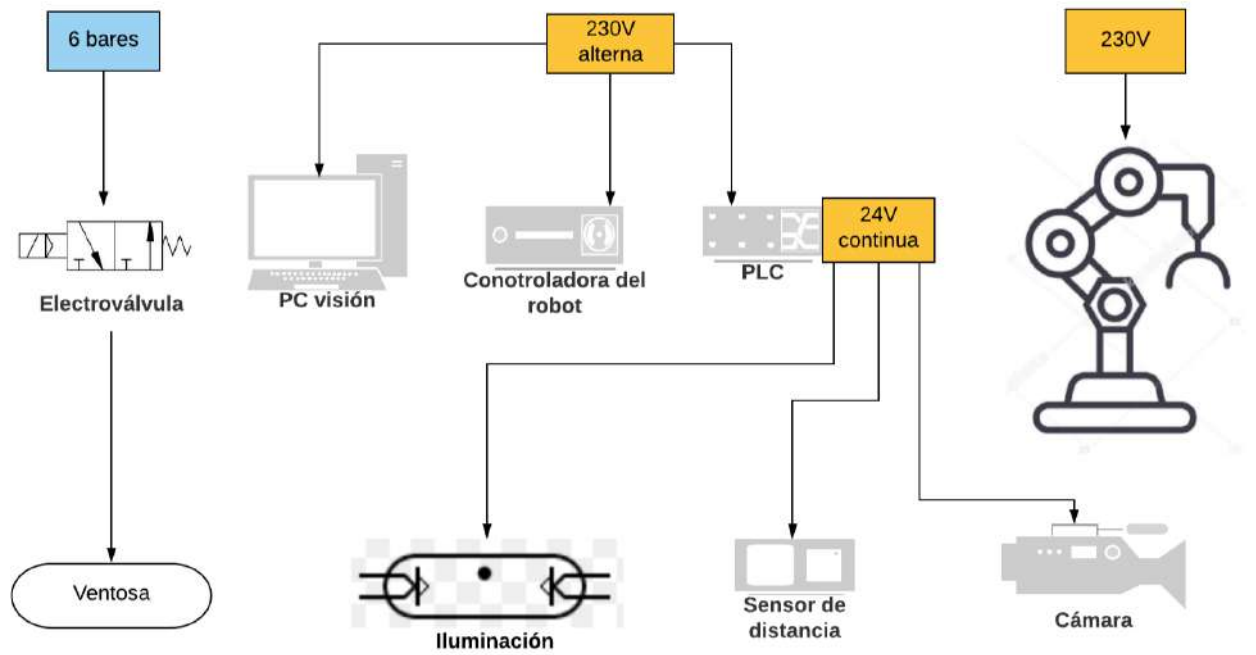 6 bares
230V
alterna
230V
24V
continua
Electroválvula
PC visión
Conotroladora del
robot
PLC
Ventosa
Iluminación
Sensor de
distancia
Cámara